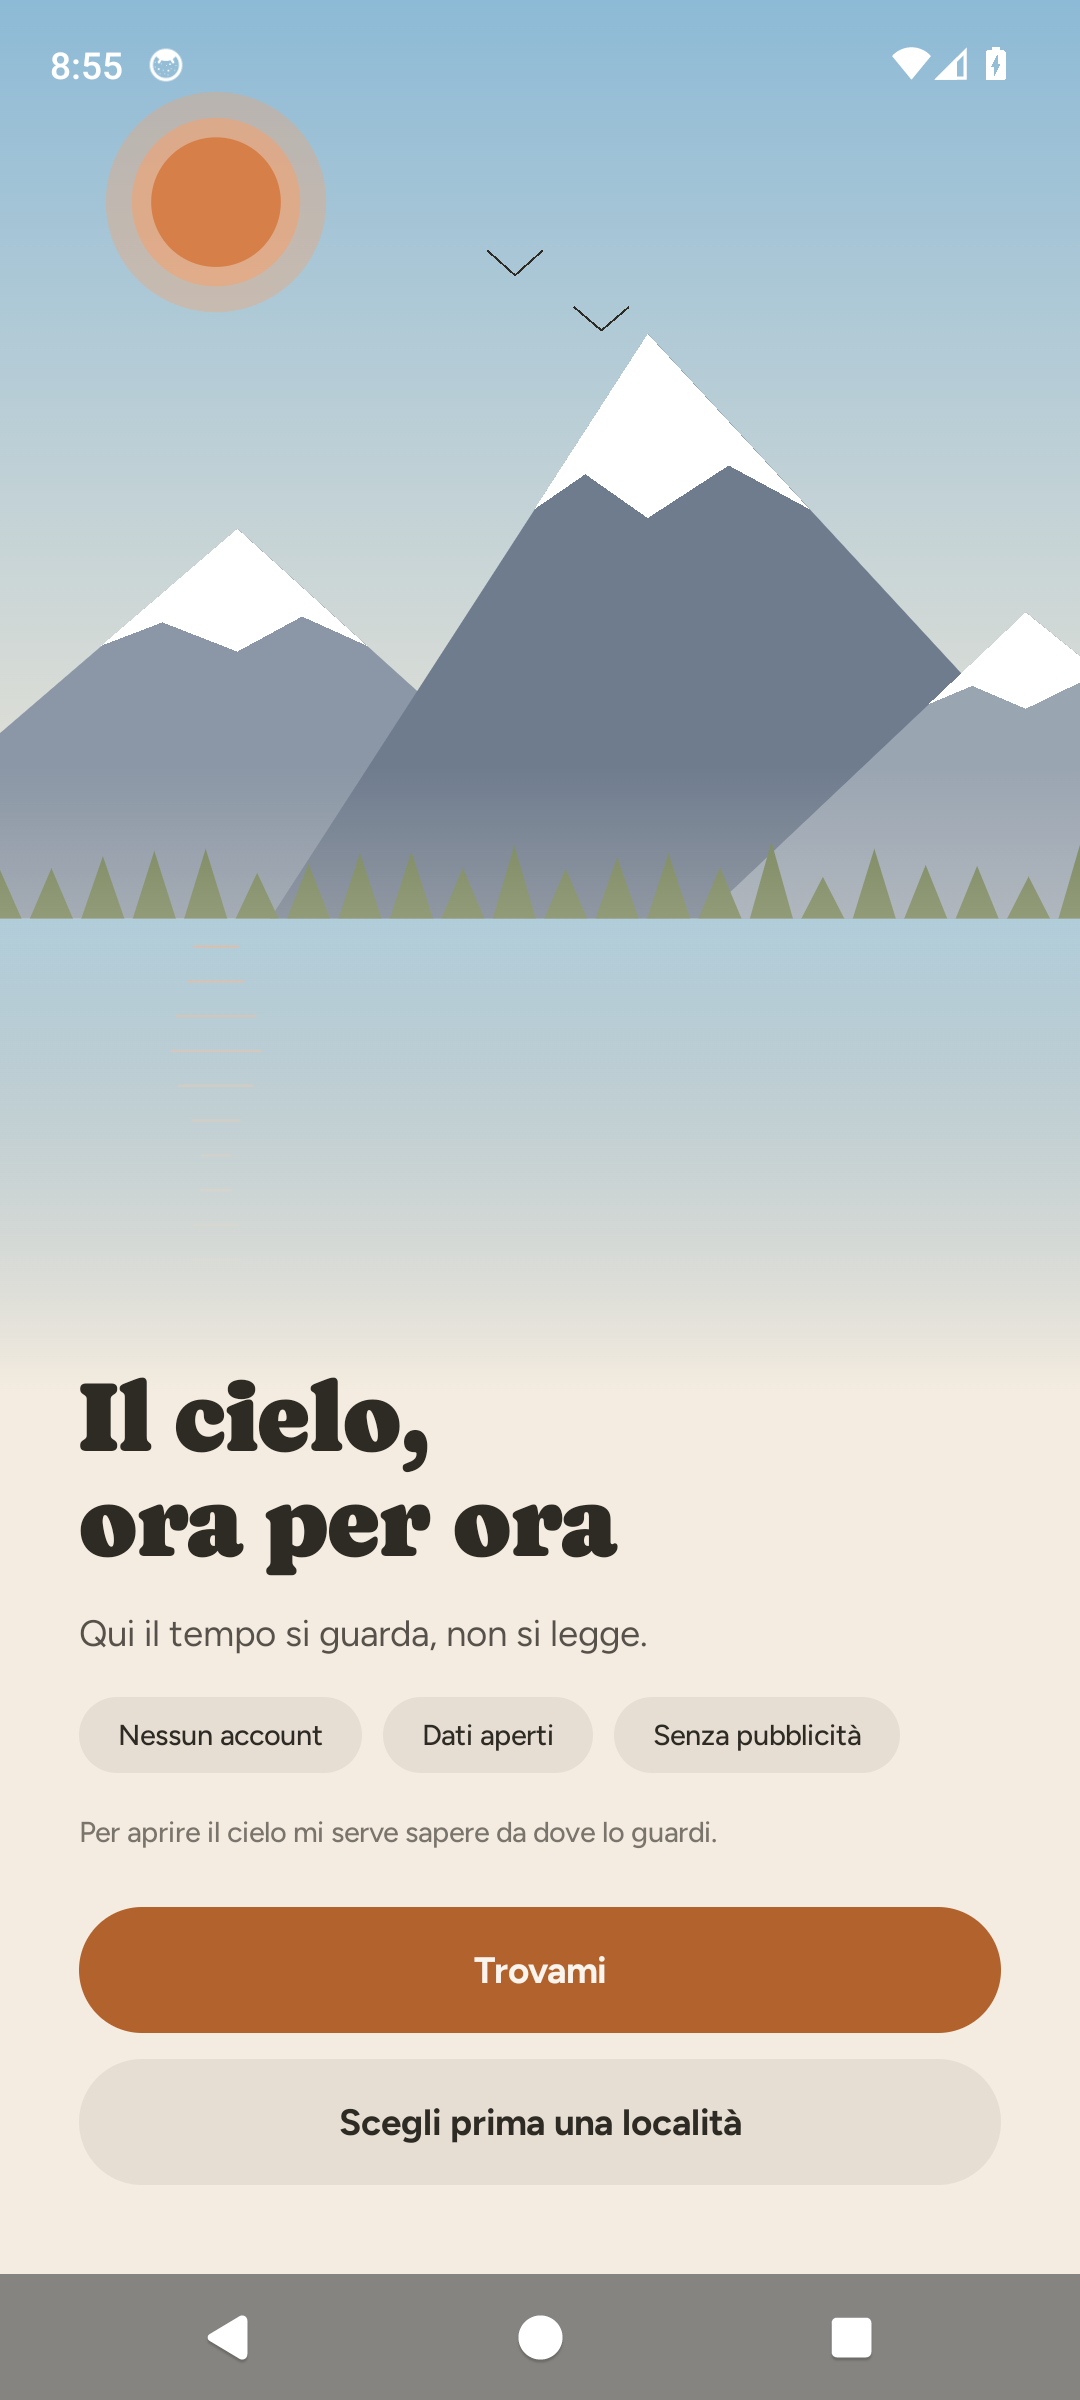 8:55
Il cielo,
ora per ora
Qui il tempo si guarda, non si legge.
Nessun account Dati aperti Senza pubblicità
Per aprire il cielo mi serve sapere da dove lo guardi.
Trovami
Scegli prima una località